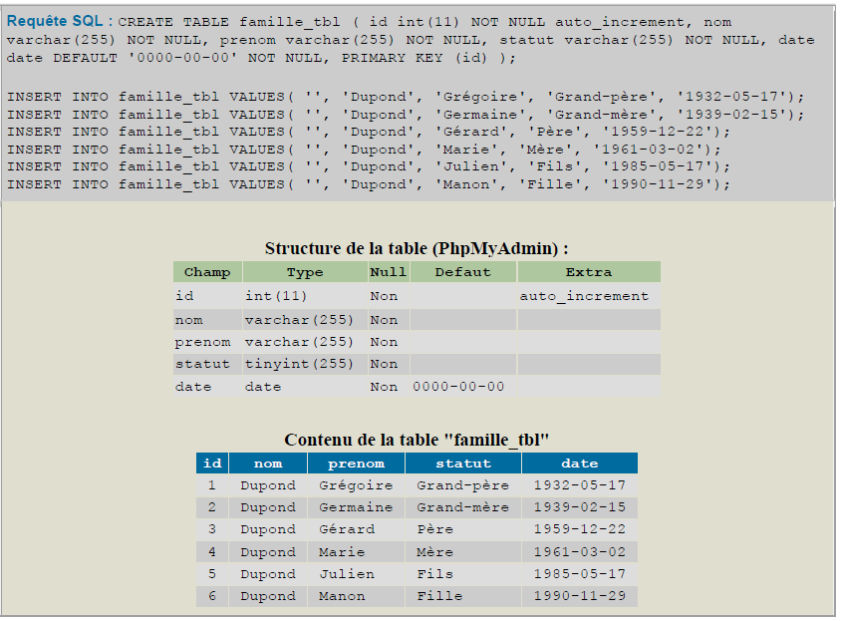 Requête SQL : CREATE TABLE famille_tbl ( id int(11) NOT NULL auto_increment, nom
varchar(255) NOT NULL, prenom varchar(255) NOT NULL, statut varchar(255) NOT NULL, date
date DEFAULT '0000-00-00' NOT NULL, PRIMARY KEY (id) );
INSERT INTO famille_tbl VALUES( '', 'Dupond', 'Grégoire', 'Grand-père', '1932-05-17');
INSERT INTO famille_tbl VALUES( '', 'Dupond', 'Germaine', 'Grand-mère', '1939-02-15');
INSERT INTO famille_tbl VALUES( '', 'Dupond', 'Gérard', 'Père', '1959-12-22');
INSERT INTO famille_tbl VALUES( '', 'Dupond', 'Marie', 'Mère', '1961-03-02');
INSERT INTO famille_tbl VALUES( '', 'Dupond', 'Julien', 'Fils', '1985-05-17');
INSERT INTO famille_tbl VALUES( '', 'Dupond', 'Manon', 'Fille', '1990-11-29');
Structure de la table (PhpMyAdmin) :
Champ Type Null Defaut Extra
id int(11) Non auto_increment
nom varchar(255) Non
prenom varchar(255) Non
statut tinyint(255) Non
date date Non 0000-00-00
Contenu de la table "famille_tbl"
id nom prenom statut date
1 Dupond Grégoire Grand-père 1932-05-17
2 Dupond Germaine Grand-mère 1939-02-15
3 Dupond Gérard Père 1959-12-22
4 Dupond Marie Mère 1961-03-02
5 Dupond Julien Fils 1985-05-17
6 Dupond Manon Fille 1990-11-29